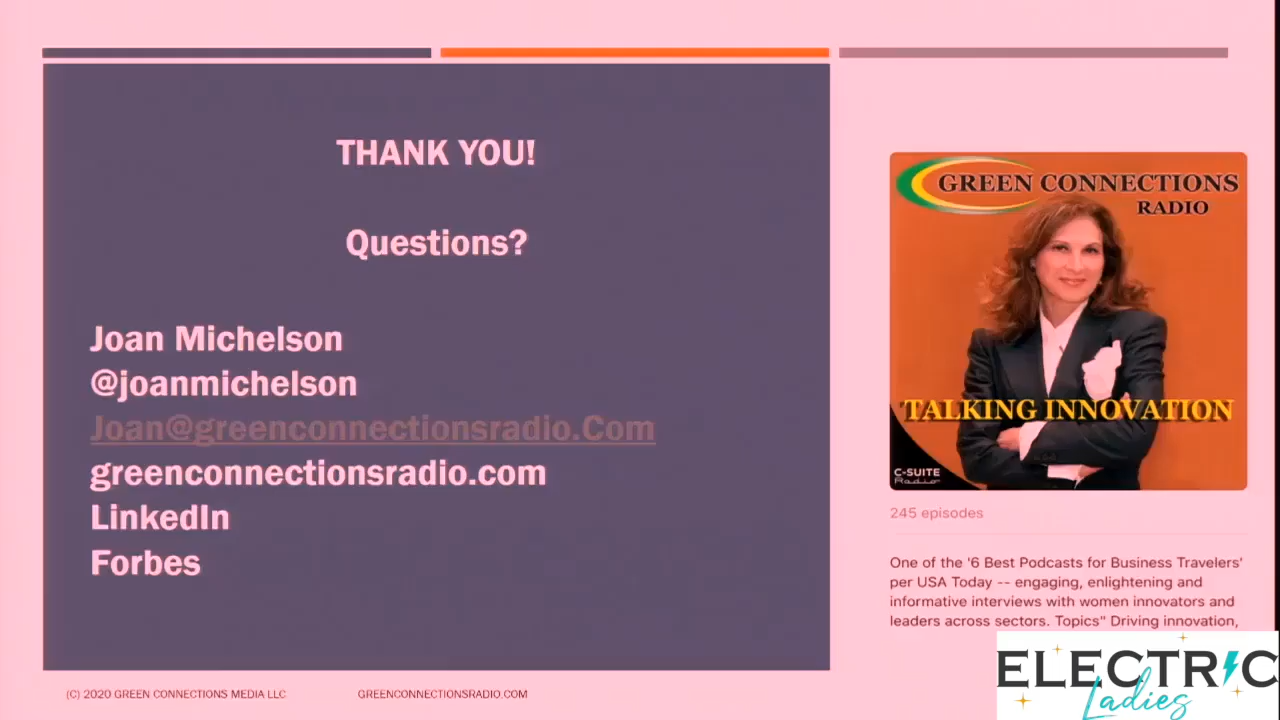 THANK YOU!
Questions?
Joan Michelson
@joanmichelson
Joan@greenconnectionsradio.Com
greenconnectionsradio.com
LinkedIn
Forbes
GREEN CONNECTIONS
RADIO
TALKING INNOVATION
C-SUITE
Radio
245 episodes
One of the '6 Best Podcasts for Business Travelers'
per USA Today -- engaging, enlightening and
informative interviews with women innovators and
leaders across sectors. Topics" Driving innovation,
(C) 2020 GREEN CONNECTIONS MEDIA LLC
GREENCONNECTIONSRADIO.COM
ELECTRIC
Ladies